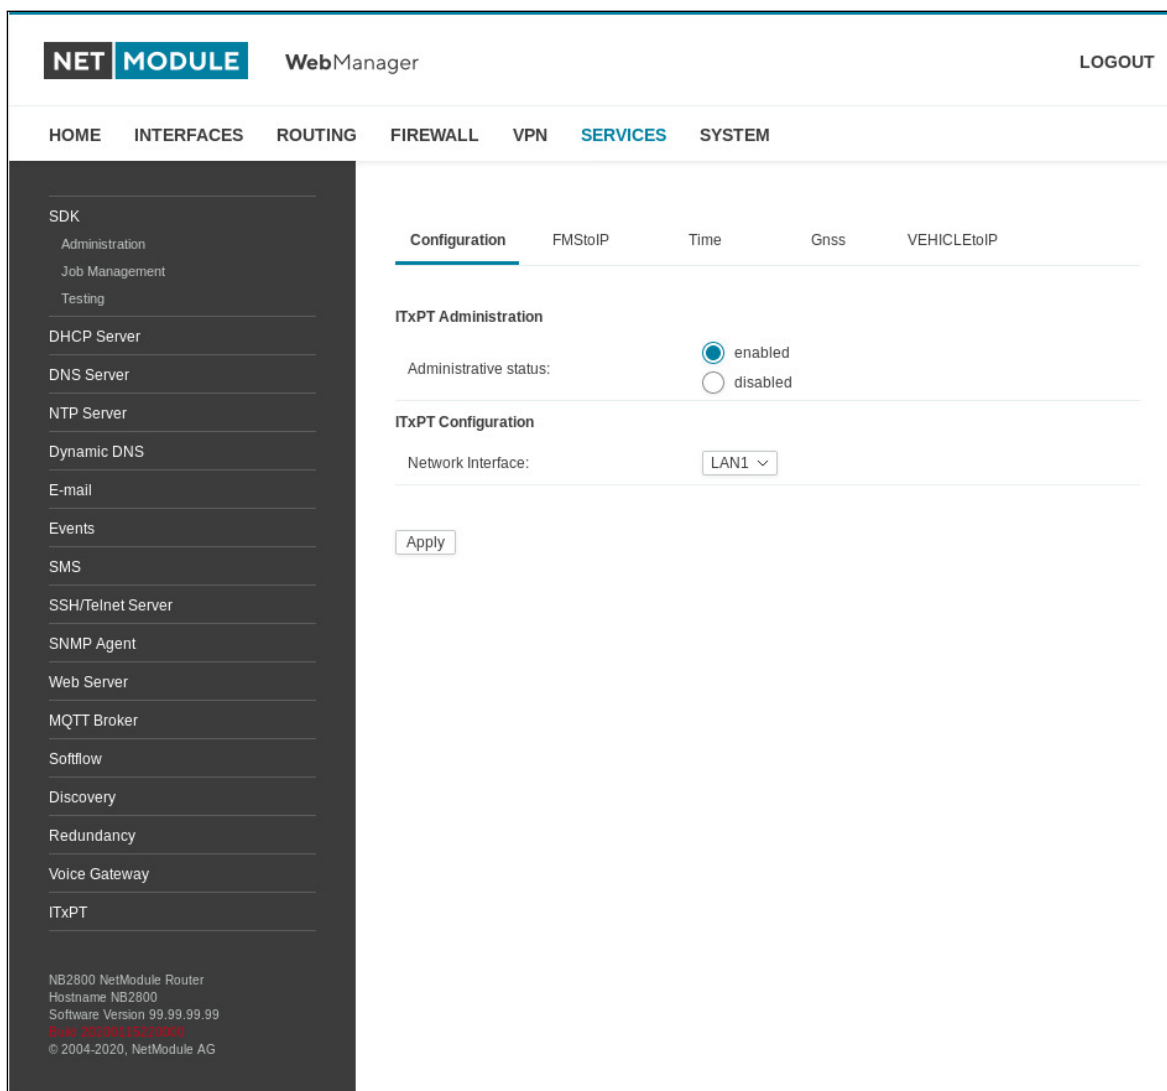 NET MODULE WebManager LOGOUT
HOME INTERFACES ROUTING FIREWALL VPN SERVICES SYSTEM
SDK
Administration
Job Management
Testing
DHCP Server
DNS Server
NTP Server
Dynamic DNS
E-mail
Events
SMS
SSH/Telnet Server
SNMP Agent
Web Server
MQTT Broker
Softflow
Discovery
Redundancy
Voice Gateway
ITxPT
NB2800 NetModule Router
Hostname NB2800
Software Version 99.99.99.99
Build
© 2004-2020, NetModule AG
Configuration FMStoIP Time Gnss VEHICLEtoIP
ITxPT Administration
Administrative status:
enabled
disabled
ITxPT Configuration
Network Interface: LAN1
Apply